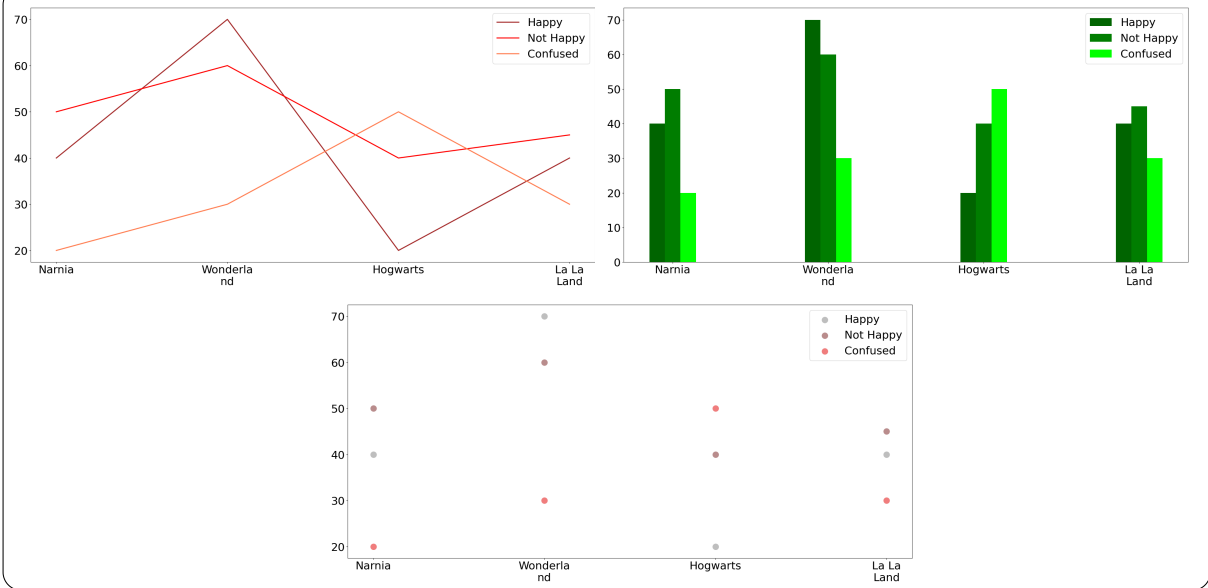 70
60
50
40
30
20
Narnia
Wonderla
nd
Hogwarts
La La
Land
Happy
Not Happy
Confused
70
60
50
40
30
20
10
0
Narnia
Wonderla
nd
Hogwarts
La La
Land
Happy
Not Happy
Confused
70
60
50
40
30
20
Narnia
Wonderla
nd
Hogwarts
La La
Land
Happy
Not Happy
Confused